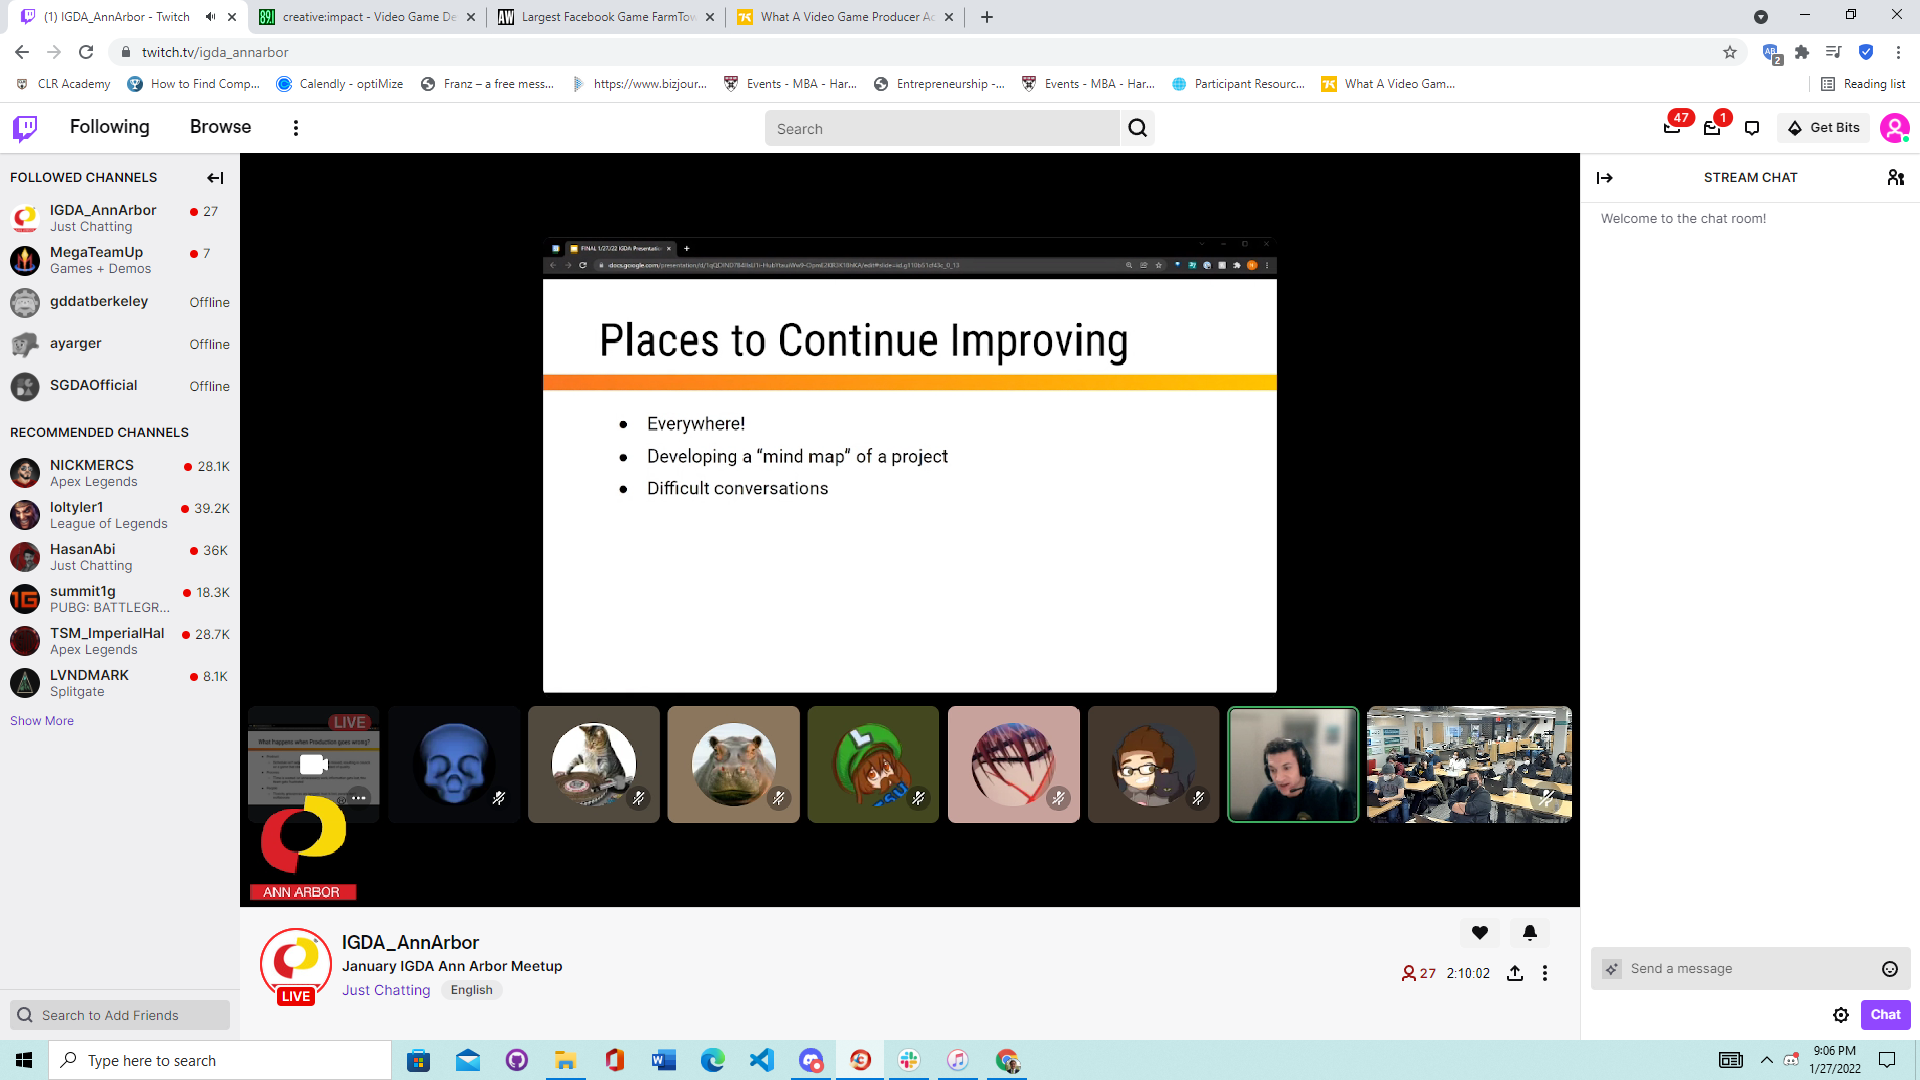 (1) IGDA_AnnArbor - Twitch
creative:impact - Video Game De
Largest Facebook Game FarmTow
What A Video Game Producer Ac
twitch.tv/igda_annarbor
2
CLR Academy
How to Find Comp...
Calendly - optiMize
Franz – a free mess...
https://www.bizjour...
Events - MBA - Har...
Entrepreneurship -...
Events - MBA - Har...
Participant Resourc...
What A Video Gam...
Reading list
Following
Browse
Search
47
1
Get Bits
FOLLOWED CHANNELS
IGDA_AnnArbor
27
Just Chatting
MegaTeamUp
7
Games + Demos
gddatberkeley
Offline
ayarger
Offline
SGDAOfficial
Offline
RECOMMENDED CHANNELS
NICKMERCS
28.1K
Apex Legends
loltyler1
39.2K
League of Legends
HasanAbi
36K
Just Chatting
summit1g
18.3K
PUBG: BATTLEGR...
TSM_ImperialHal
28.7K
Apex Legends
LVNDMARK
8.1K
Splitgate
Show More
Search to Add Friends
FINAL 1/27/22 IGDA Presentatio
Places to Continue Improving
Everywhere!
Developing a “mind map” of a project
Difficult conversations
LIVE
What happens when Production goes wrong?
ANN ARBOR
IGDA_AnnArbor
January IGDA Ann Arbor Meetup
Just Chatting
English
LIVE
27
2:10:02
STREAM CHAT
Welcome to the chat room!
Send a message
Chat
Type here to search
9:06 PM
1/27/2022